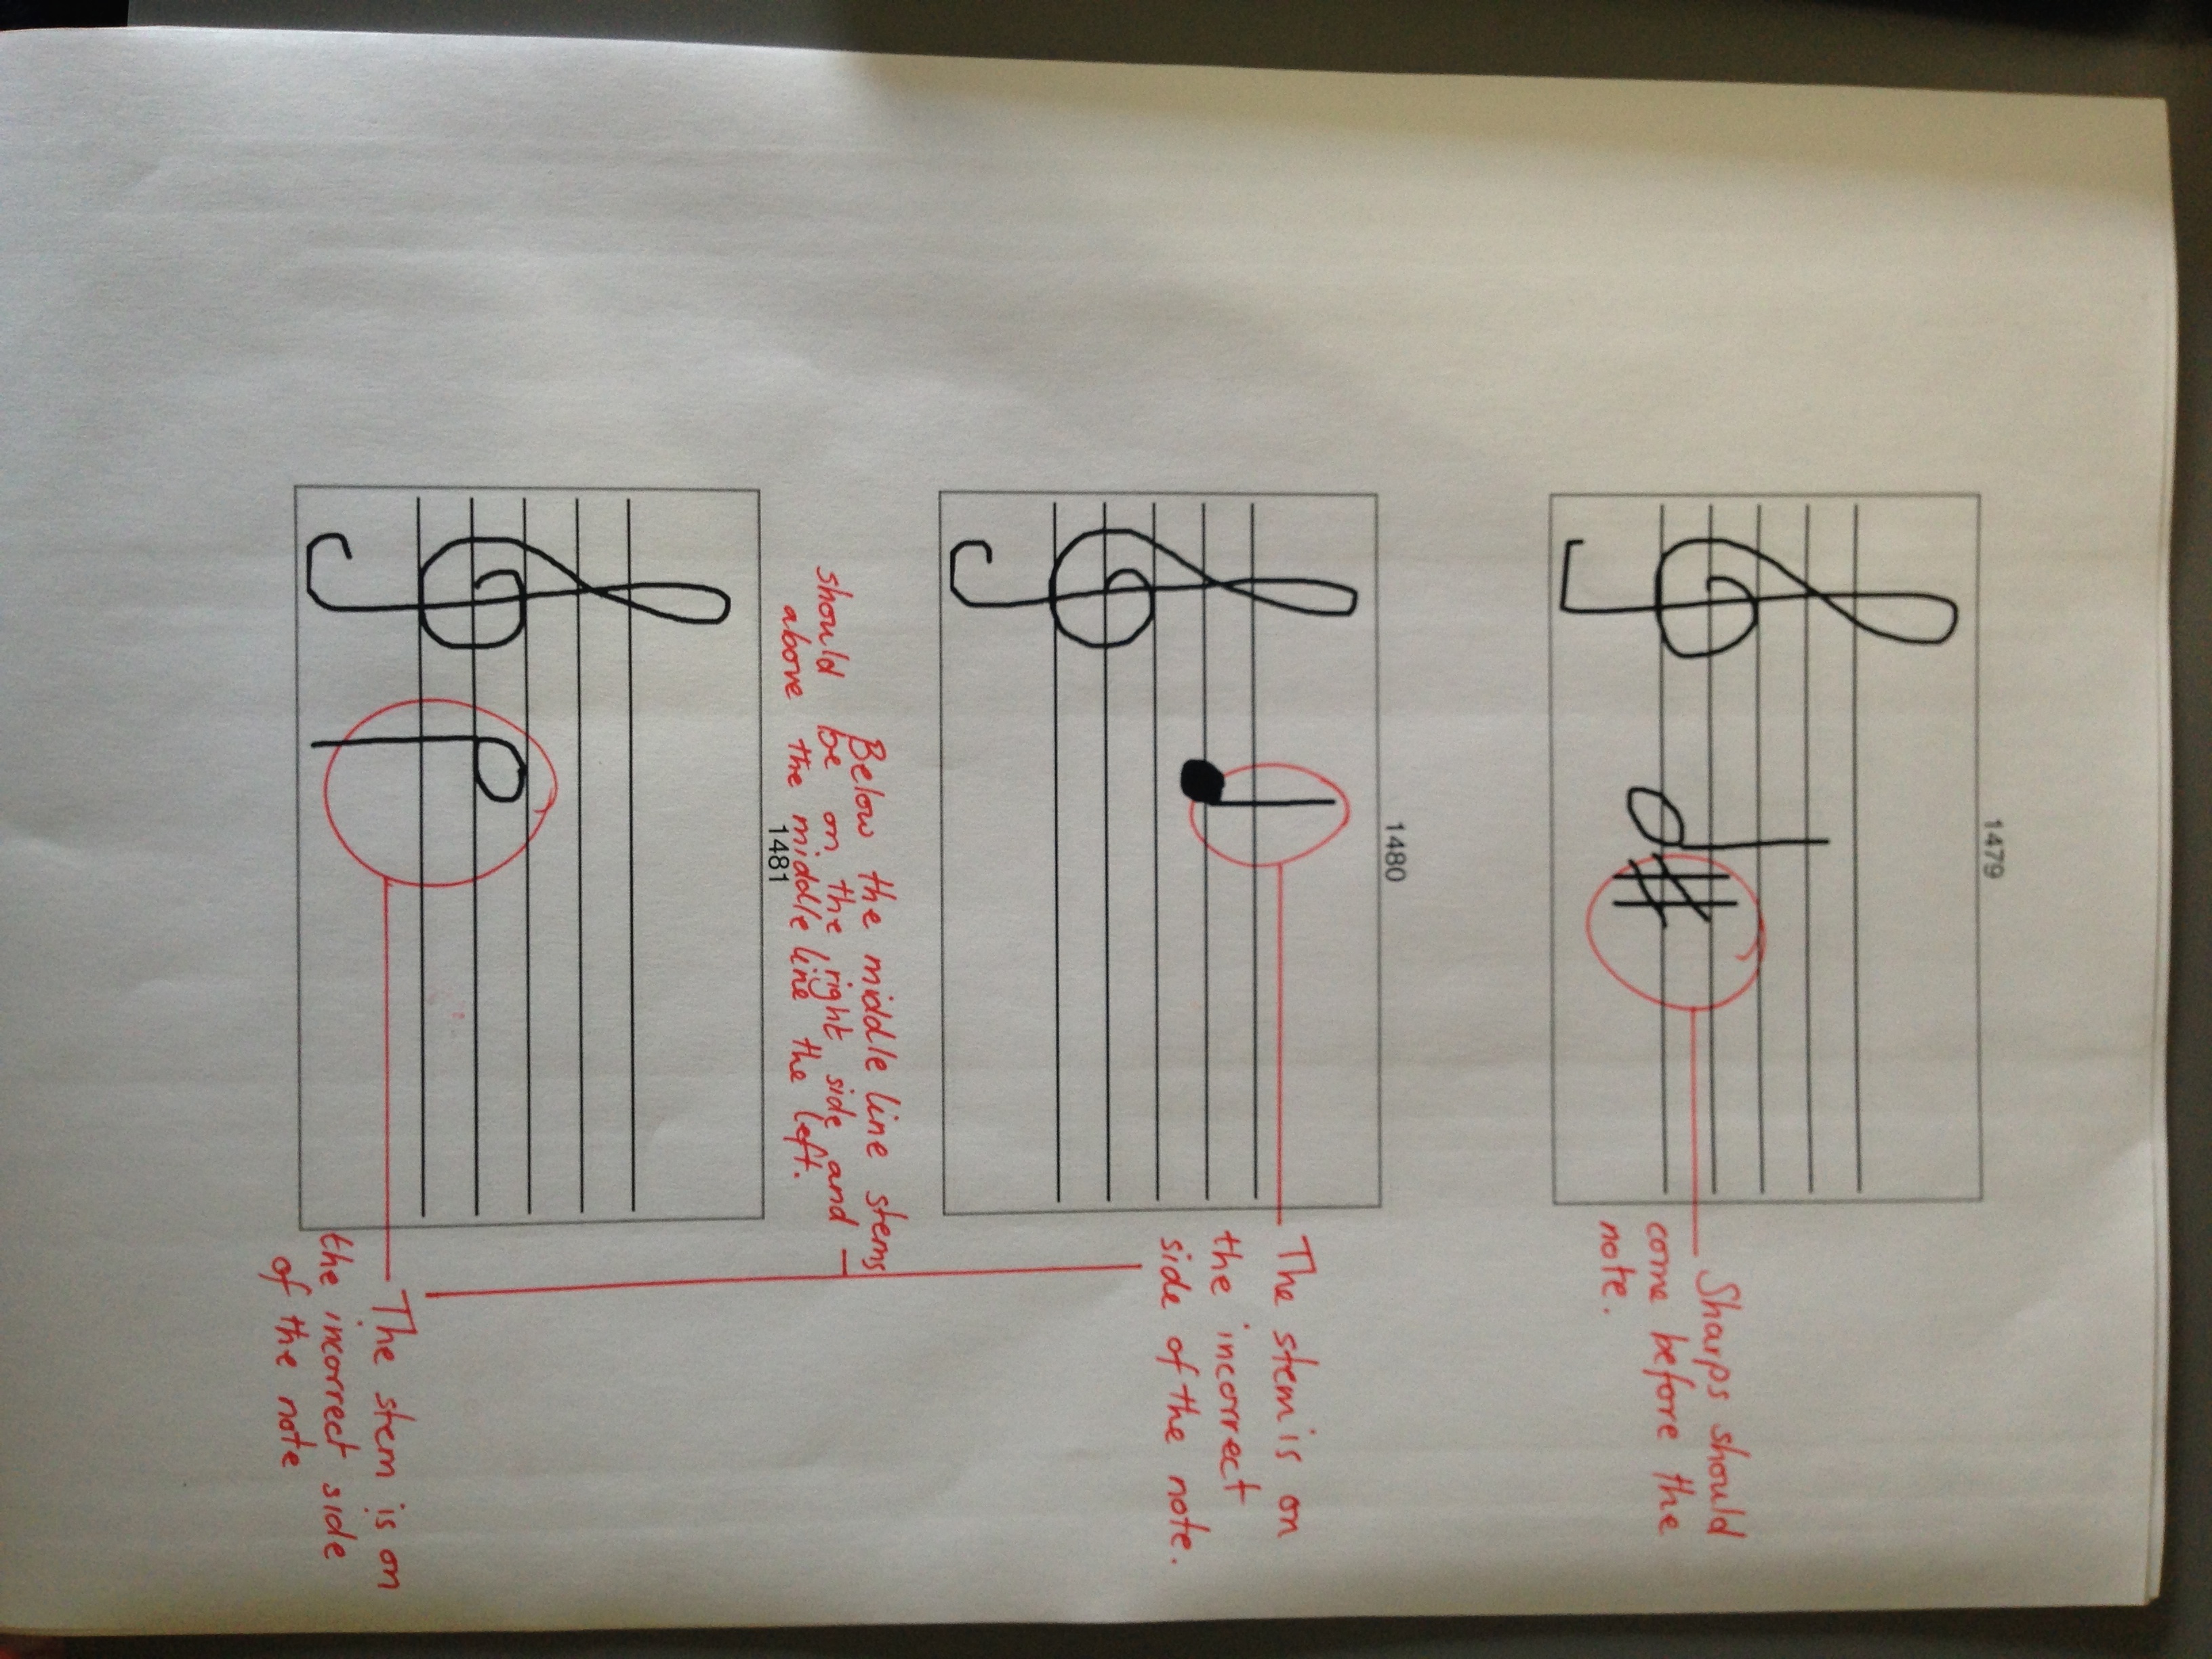 1479
Sharps should
come before the
note.
1480
The stem is on
the incorrect
side of the note.
Below the middle line stems
should be on the right side and
above the middle line the left.
1481
The stem is on
the incorrect side
of the note